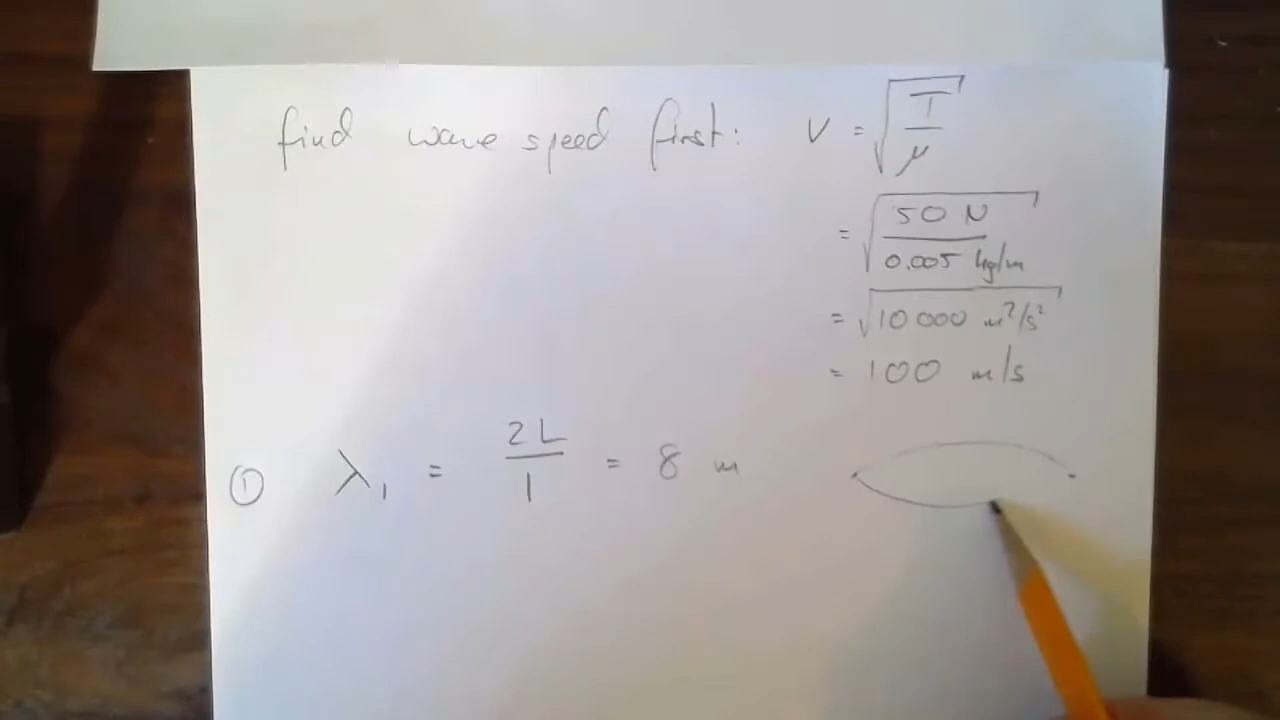 find wave speed first: v = √(T/μ)
= √(50 N / 0.005 kg/m)
= √(10 000 m²/s²)
= 100 m/s
① λ₁ = 2L/1 = 8 m